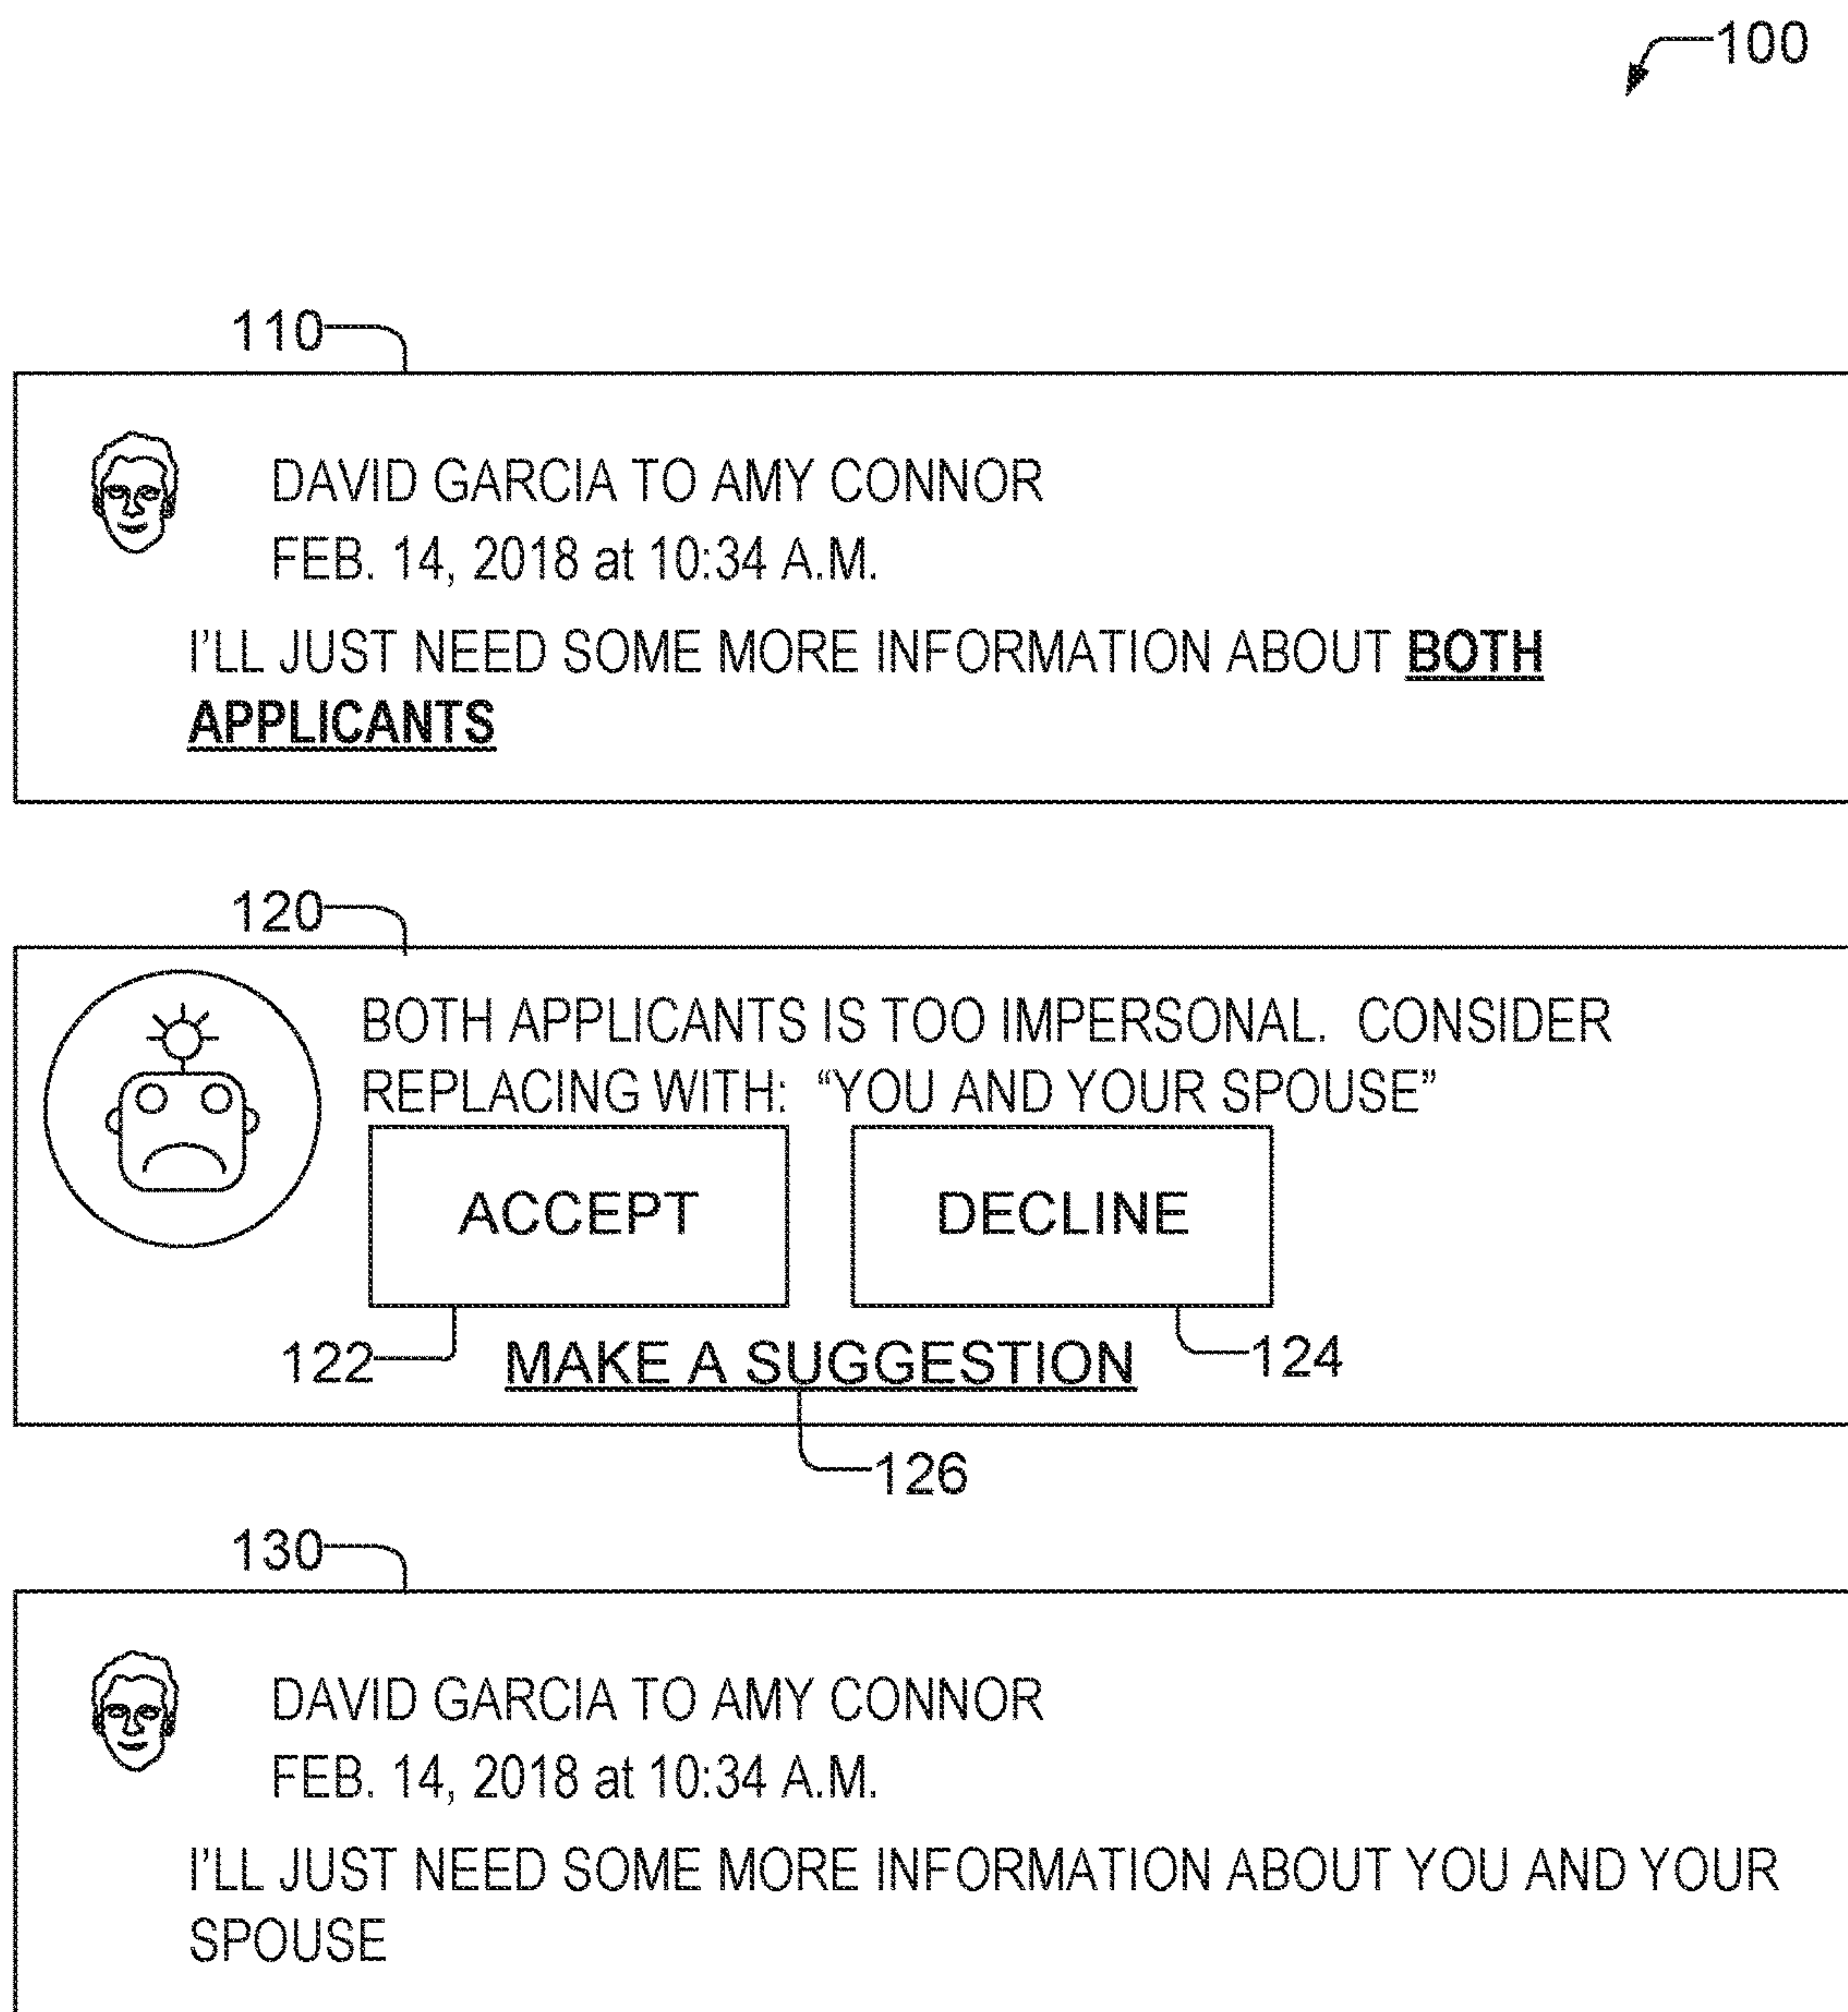 100
110
DAVID GARCIA TO AMY CONNOR
FEB. 14, 2018 at 10:34 A.M.
I'LL JUST NEED SOME MORE INFORMATION ABOUT BOTH
APPLICANTS
120
BOTH APPLICANTS IS TOO IMPERSONAL. CONSIDER
REPLACING WITH: “YOU AND YOUR SPOUSE”
ACCEPT DECLINE
122 MAKE A SUGGESTION 124
126
130
DAVID GARCIA TO AMY CONNOR
FEB. 14, 2018 at 10:34 A.M.
I'LL JUST NEED SOME MORE INFORMATION ABOUT YOU AND YOUR
SPOUSE